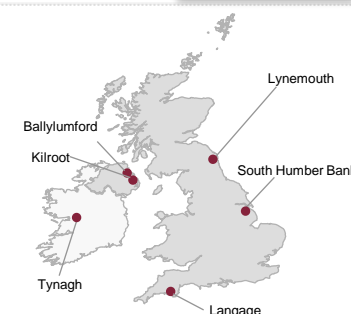 Lynemouth
Ballylumford
Kilroot
South Humber Bank
Tynagh
Langage